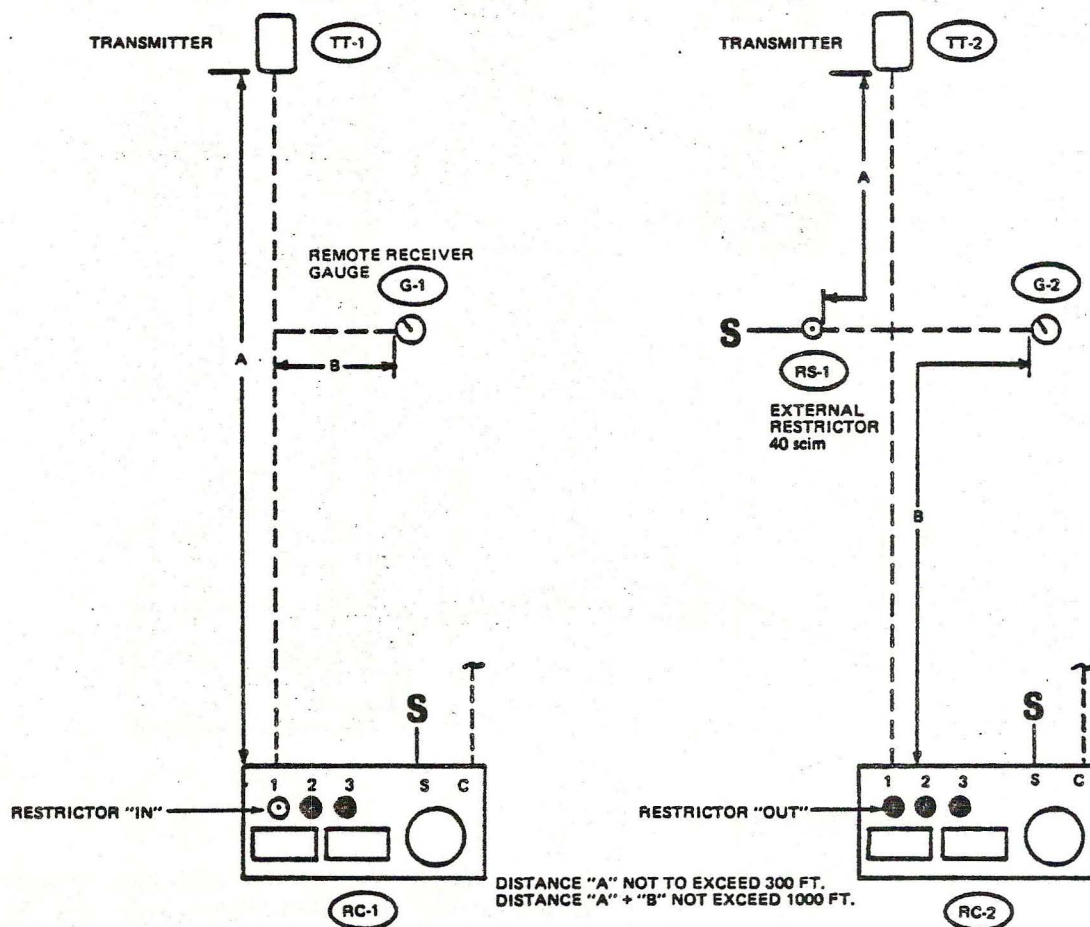 TRANSMITTER
TT-1
TRANSMITTER
TT-2
A
A
REMOTE RECEIVER
GAUGE
G-1
G-2
B
S
RS-1
EXTERNAL
RESTRICTOR
40 scim
B
S
S
1 2 3 S C
1 2 3 S C
RESTRICTOR "IN"
RESTRICTOR "OUT"
RC-1
DISTANCE "A" NOT TO EXCEED 300 FT.
DISTANCE "A" + "B" NOT EXCEED 1000 FT.
RC-2